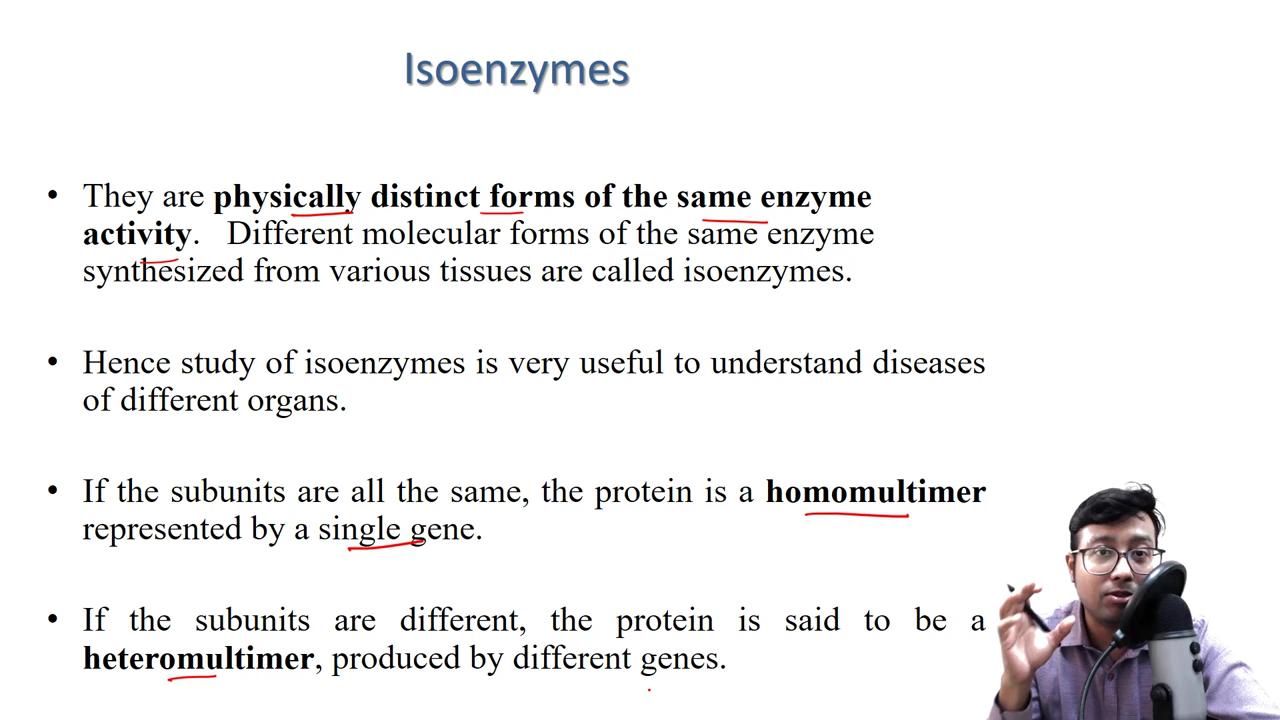 Isoenzymes
• They are physically distinct forms of the same enzyme
activity. Different molecular forms of the same enzyme
synthesized from various tissues are called isoenzymes.
• Hence study of isoenzymes is very useful to understand diseases
of different organs.
• If the subunits are all the same, the protein is a homomultimer
represented by a single gene.
• If the subunits are different, the protein is said to be a
heteromultimer, produced by different genes.